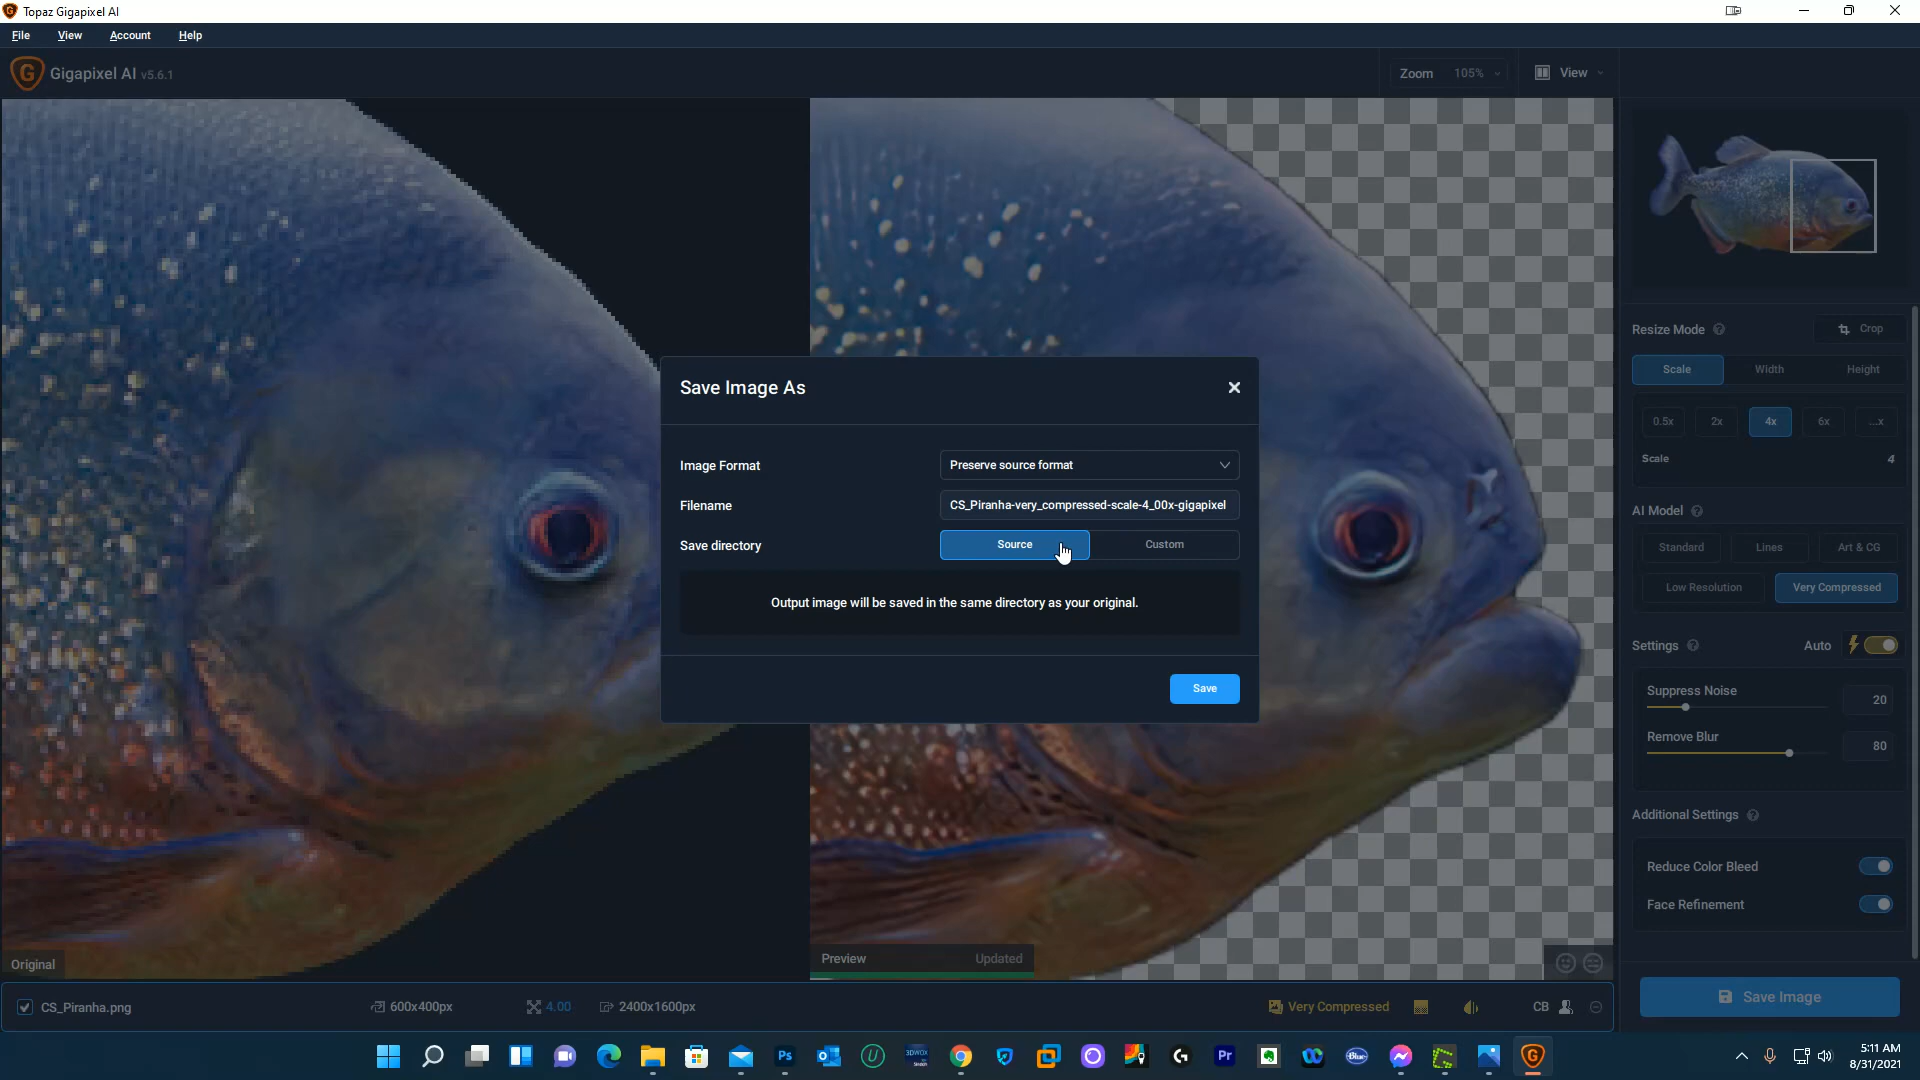 Topaz Gigapixel AI
File View Account Help
Gigapixel AI v5.6.1
Zoom 105% View
Resize Mode Crop
Scale Width Height
0.5x 2x 4x 6x ...x
Scale 4
AI Model
Standard Lines Art & CG
Low Resolution Very Compressed
Settings Auto
Suppress Noise 20
Remove Blur 80
Additional Settings
Reduce Color Bleed
Face Refinement
Save Image
Save Image As
Image Format Preserve source format
Filename CS_Piranha-very_compressed-scale-4_00x-gigapixel
Save directory Source Custom
Output image will be saved in the same directory as your original.
Save
Original
Preview Updated
CS_Piranha.png 600x400px 4.00 2400x1600px Very Compressed CB
Ps Pr
5:11 AM
8/31/2021